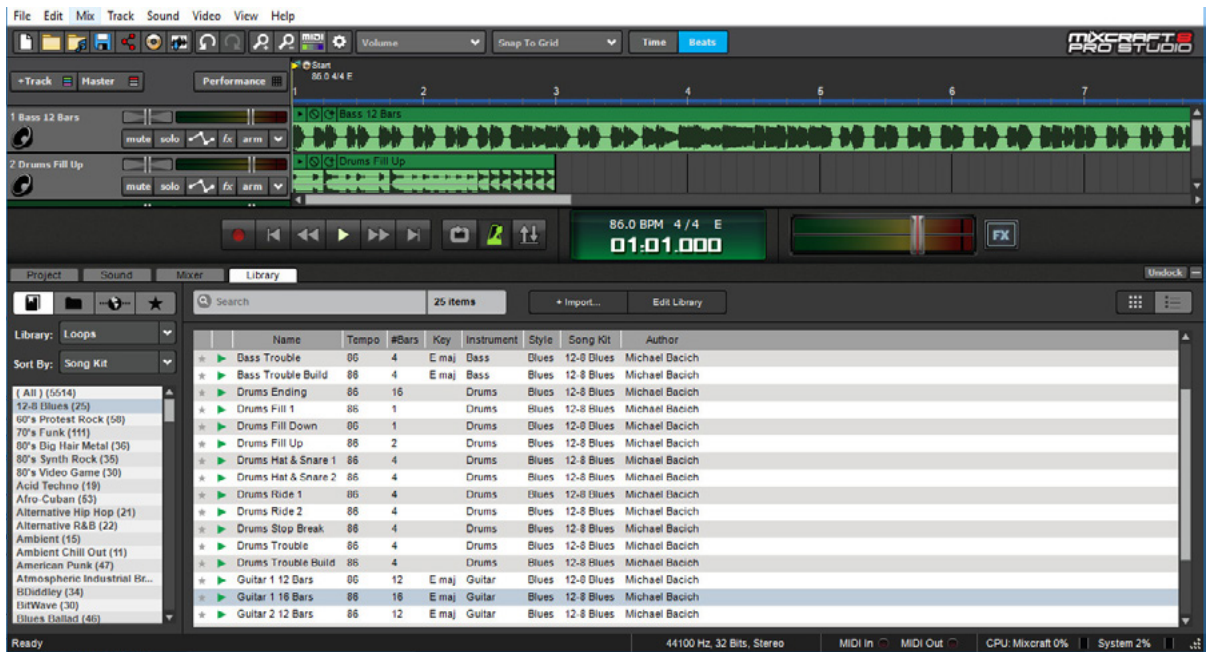 File Edit Mix Track Sound Video View Help
MIDI Volume Snap To Grid Time Beats MIXCRAFT 8
PRO STUDIO
Start
86.0 4/4 E
+Track Master Performance
1 2 3 4 5 6 7
1 Bass 12 Bars
Bass 12 Bars
mute solo fx arm
2 Drums Fill Up
Drums Fill Up
mute solo fx arm
86.0 BPM 4/4 E
01:01.000
FX
Project Sound Mixer Library Undock
Search 25 items + Import... Edit Library
Library: Loops
Sort By: Song Kit
( All ) (5514)
12-8 Blues (25)
60's Protest Rock (58)
70's Funk (111)
80's Big Hair Metal (36)
80's Synth Rock (35)
80's Video Game (30)
Acid Techno (19)
Afro-Cuban (53)
Alternative Hip Hop (21)
Alternative R&B (22)
Ambient (15)
Ambient Chill Out (11)
American Punk (47)
Atmospheric Industrial Br...
BDiddley (34)
BitWave (30)
Blues Ballad (46)
Name Tempo #Bars Key Instrument Style Song Kit Author
Bass Trouble 86 4 E maj Bass Blues 12-8 Blues Michael Bacich
Bass Trouble Build 86 4 E maj Bass Blues 12-8 Blues Michael Bacich
Drums Ending 86 16 Drums Blues 12-8 Blues Michael Bacich
Drums Fill 1 86 1 Drums Blues 12-8 Blues Michael Bacich
Drums Fill Down 86 1 Drums Blues 12-8 Blues Michael Bacich
Drums Fill Up 86 2 Drums Blues 12-8 Blues Michael Bacich
Drums Hat & Snare 1 86 4 Drums Blues 12-8 Blues Michael Bacich
Drums Hat & Snare 2 86 4 Drums Blues 12-8 Blues Michael Bacich
Drums Ride 1 86 4 Drums Blues 12-8 Blues Michael Bacich
Drums Ride 2 86 4 Drums Blues 12-8 Blues Michael Bacich
Drums Stop Break 86 4 Drums Blues 12-8 Blues Michael Bacich
Drums Trouble 86 4 Drums Blues 12-8 Blues Michael Bacich
Drums Trouble Build 86 4 Drums Blues 12-8 Blues Michael Bacich
Guitar 1 12 Bars 86 12 E maj Guitar Blues 12-8 Blues Michael Bacich
Guitar 1 16 Bars 86 16 E maj Guitar Blues 12-8 Blues Michael Bacich
Guitar 2 12 Bars 86 12 E maj Guitar Blues 12-8 Blues Michael Bacich
Ready 44100 Hz, 32 Bits, Stereo MIDI In MIDI Out CPU: Mixcraft 0% System 2%